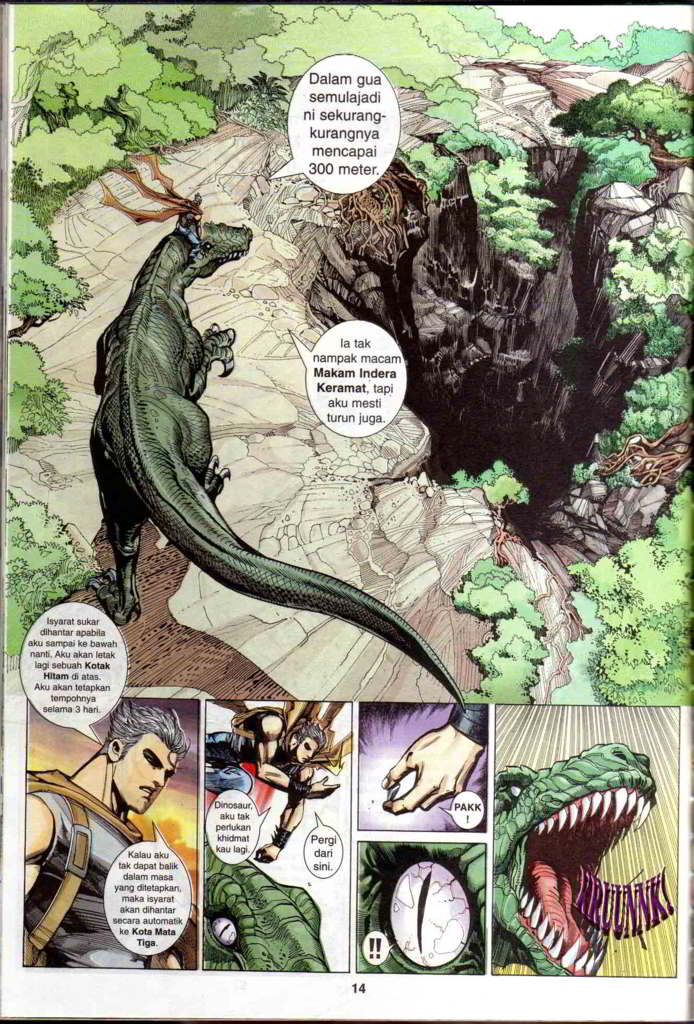 Dalam gua
semulajadi
ni sekurang-
kurangnya
mencapai
300 meter.
Ia tak
nampak macam
Makam Indera
Keramat, tapi
aku mesti
turun juga.
Isyarat sukar
dihantar apabila
aku sampai ke bawah
nanti. Aku akan letak
lagi sebuah Kotak
Hitam di atas.
Aku akan tetapkan
tempohnya
selama 3 hari.
Kalau aku
tak dapat balik
dalam masa
yang ditetapkan,
maka isyarat
akan dihantar
secara automatik
ke Kota Mata
Tiga.
Dinosaur,
aku tak
perlukan
khidmat
kau lagi.
Pergi
dari
sini.
PAKK
!
!!
RRUUNNK!
14